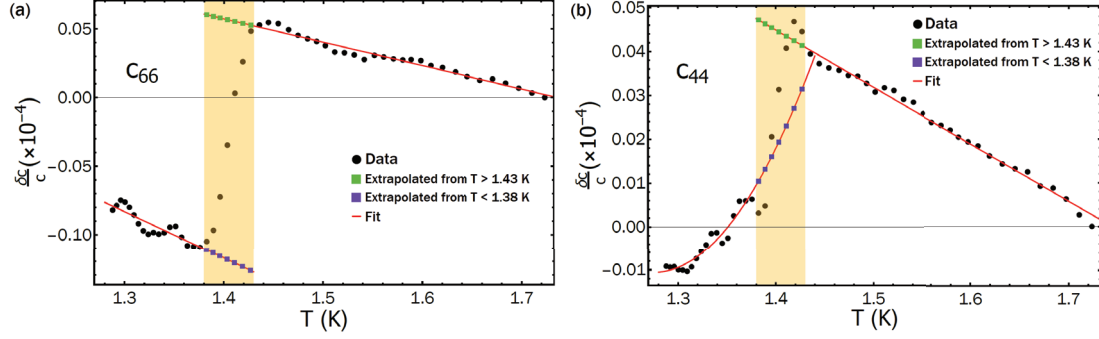 (a)
0.05
0.00
−0.05
−0.10
δc/c (×10⁻⁴)
C66
Data
Extrapolated from T > 1.43 K
Extrapolated from T < 1.38 K
Fit
1.3 1.4 1.5 1.6 1.7
T (K)
(b)
0.05
0.04
0.03
0.02
0.01
0.00
−0.01
δc/c (×10⁻⁴)
C44
Data
Extrapolated from T > 1.43 K
Extrapolated from T < 1.38 K
Fit
1.3 1.4 1.5 1.6 1.7
T (K)